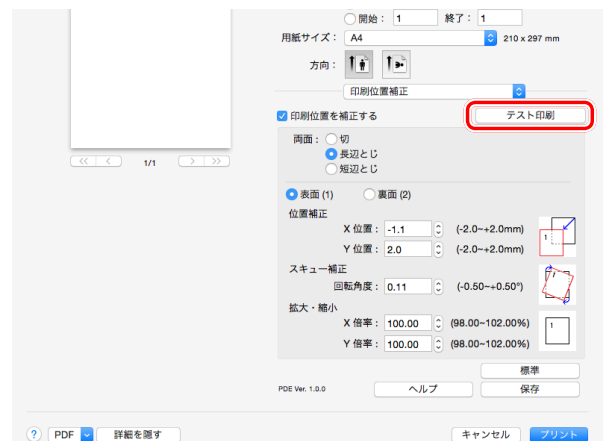 開始： 1 終了： 1
用紙サイズ： A4 210 x 297 mm
方向：
印刷位置補正
印刷位置を補正する テスト印刷
両面： 切
長辺とじ
短辺とじ
1/1
表面 (1) 裏面 (2)
位置補正
X 位置： -1.1 (-2.0~+2.0mm)
Y 位置： 2.0 (-2.0~+2.0mm)
1
スキュー補正
回転角度： 0.11 (-0.50~+0.50°)
1
拡大・縮小
X 倍率： 100.00 (98.00~102.00%)
1
Y 倍率： 100.00 (98.00~102.00%)
標準
PDE Ver. 1.0.0 ヘルプ 保存
? PDF 詳細を隠す キャンセル プリント